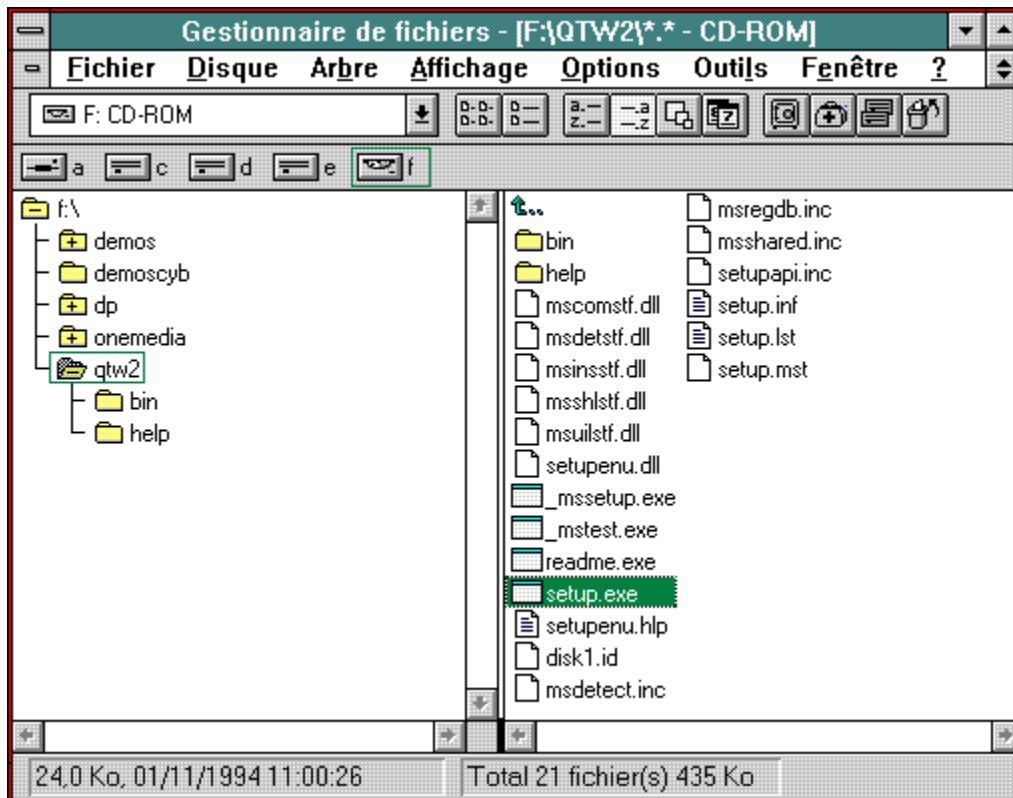 Gestionnaire de fichiers - [F:\QTW2\*.* - CD-ROM]
Fichier Disque Arbre Affichage Options Outils Fenêtre ?
F: CD-ROM
a c d e f
f:\
demos
demoscyb
dp
onemedia
qtw2
bin
help
bin
help
mscomstf.dll
msdetstf.dll
msinsstf.dll
msshlstf.dll
msuilstf.dll
setupenu.dll
_mssetup.exe
_mstest.exe
readme.exe
setup.exe
setupenu.hlp
disk1.id
msdetect.inc
msregdb.inc
msshared.inc
setupapi.inc
setup.inf
setup.lst
setup.mst
24,0 Ko, 01/11/1994 11:00:26
Total 21 fichier(s) 435 Ko